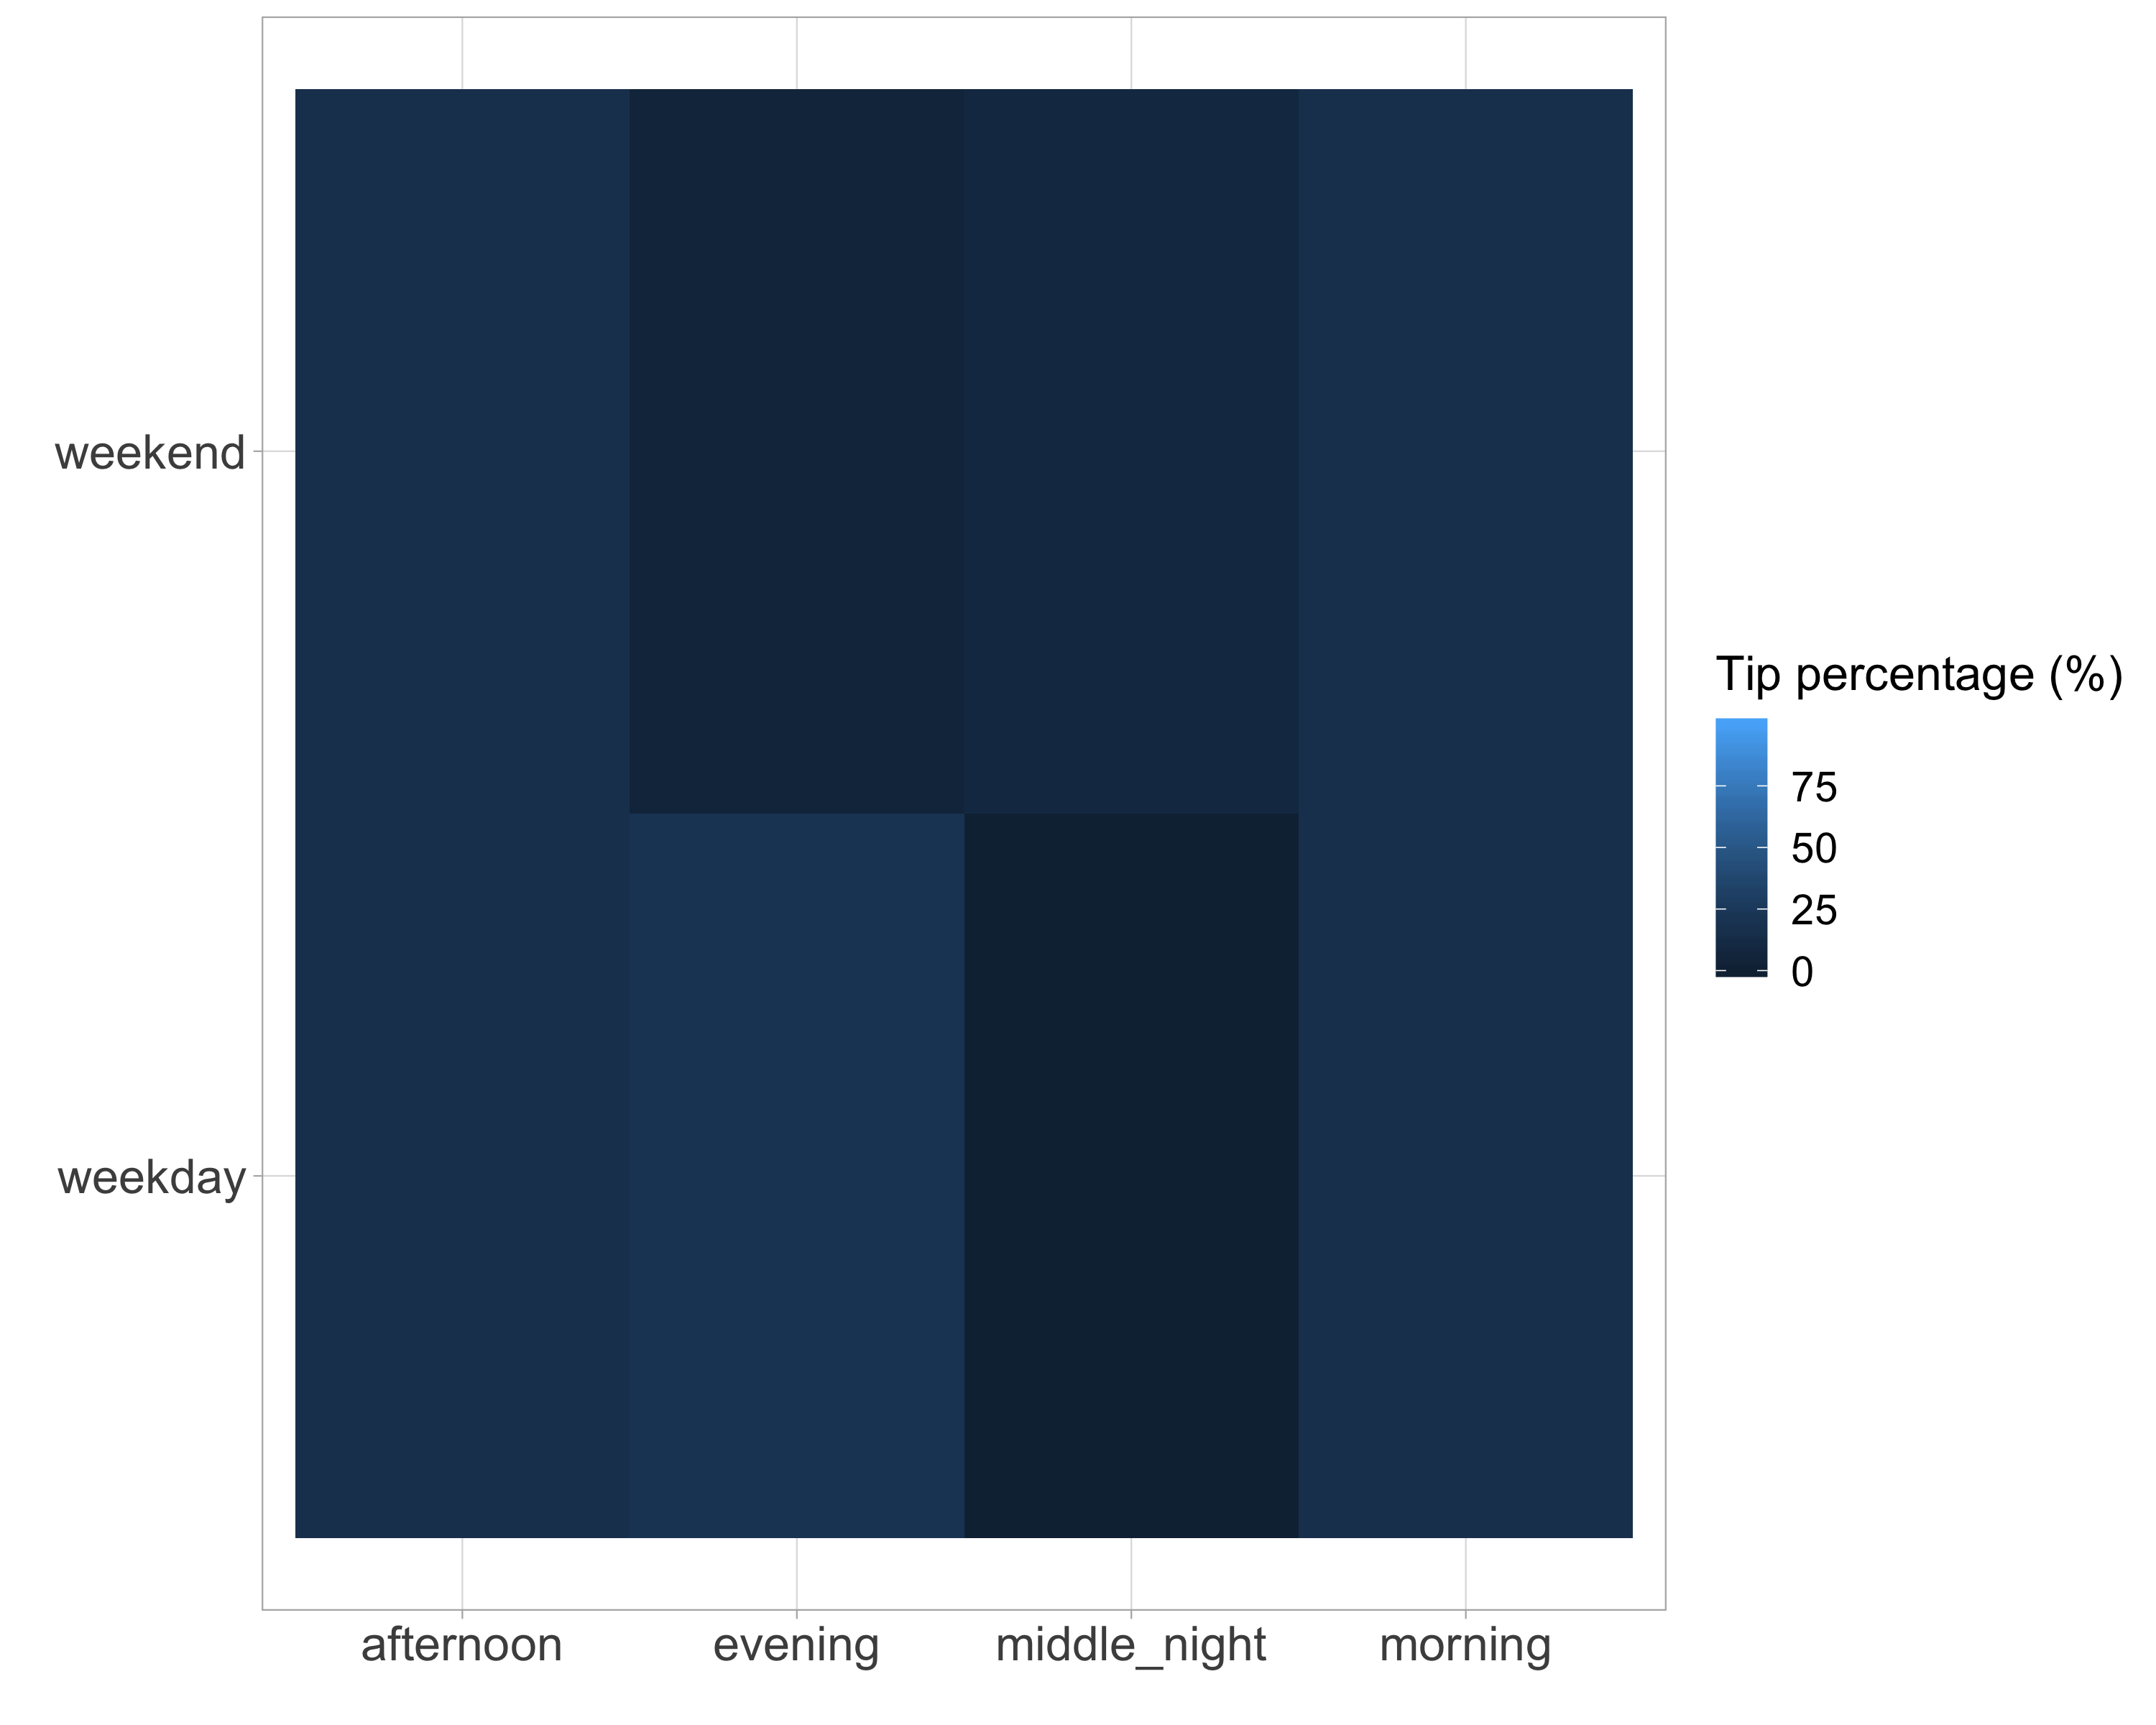 weekend
weekday
afternoon
evening
middle_night
morning
Tip percentage (%)
75
50
25
0